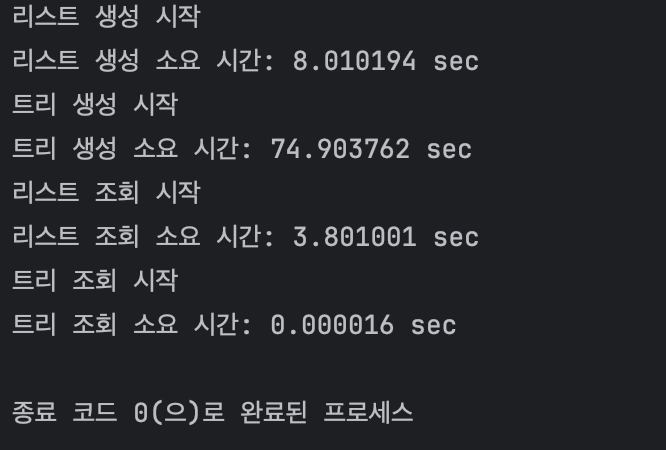 리스트 생성 시작
리스트 생성 소요 시간: 8.010194 sec
트리 생성 시작
트리 생성 소요 시간: 74.903762 sec
리스트 조회 시작
리스트 조회 소요 시간: 3.801001 sec
트리 조회 시작
트리 조회 소요 시간: 0.000016 sec
종료 코드 0(으)로 완료된 프로세스